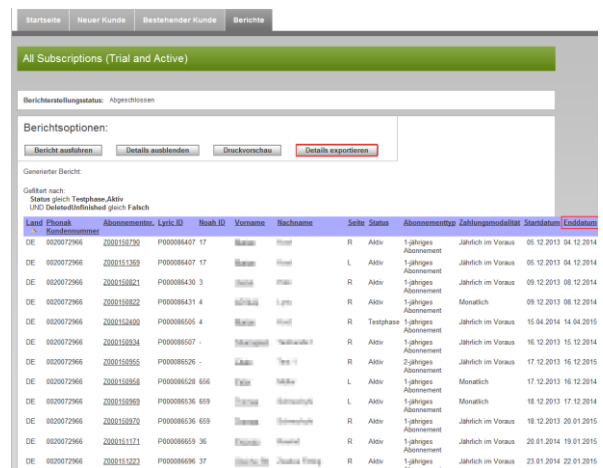 Startseite Neuer Kunde Bestehender Kunde Berichte
All Subscriptions (Trial and Active)
Berichterstellungsstatus: Abgeschlossen
Berichtsoptionen:
Bericht ausführen Details ausblenden Druckvorschau Details exportieren
Generierter Bericht:
Gefiltert nach:
Status gleich Testphase,Aktiv
UND DeletedUnfinished gleich Falsch
Land Phonak Kundennummer Abonnementnr. Lyric ID Noah ID Vorname Nachname Seite Status Abonnementtyp Zahlungsmodalität Startdatum Enddatum
DE 0020072966 Z000150790 P000086407 17 R Aktiv 1-jähriges Abonnement Jährlich im Voraus 05.12.2013 04.12.2014
DE 0020072966 Z000151369 P000086407 17 L Aktiv 1-jähriges Abonnement Jährlich im Voraus 05.12.2013 04.12.2014
DE 0020072966 Z000150821 P000086430 3 R Aktiv 1-jähriges Abonnement Jährlich im Voraus 09.12.2013 08.12.2014
DE 0020072966 Z000150822 P000086431 4 R Aktiv 1-jähriges Abonnement Monatlich 09.12.2013 08.12.2014
DE 0020072966 Z000152400 P000086505 4 R Testphase 1-jähriges Abonnement Jährlich im Voraus 15.04.2014 14.04.2015
DE 0020072966 Z000150934 P000086507 - R Aktiv 1-jähriges Abonnement Jährlich im Voraus 16.12.2013 15.12.2014
DE 0020072966 Z000150955 P000086526 - R Aktiv 2-jähriges Abonnement Jährlich im Voraus 17.12.2013 16.12.2015
DE 0020072966 Z000150958 P000086528 656 L Aktiv 1-jähriges Abonnement Monatlich 17.12.2013 16.12.2014
DE 0020072966 Z000150969 P000086536 659 L Aktiv 1-jähriges Abonnement Monatlich 18.12.2013 17.12.2014
DE 0020072966 Z000150970 P000086536 659 R Aktiv 1-jähriges Abonnement Jährlich im Voraus 18.12.2013 20.01.2015
DE 0020072966 Z000151171 P000086659 36 R Aktiv 1-jähriges Abonnement Jährlich im Voraus 20.01.2014 19.01.2015
DE 0020072966 Z000151223 P000086696 37 R Aktiv 1-jähriges Jährlich im Voraus 23.01.2014 22.01.2015